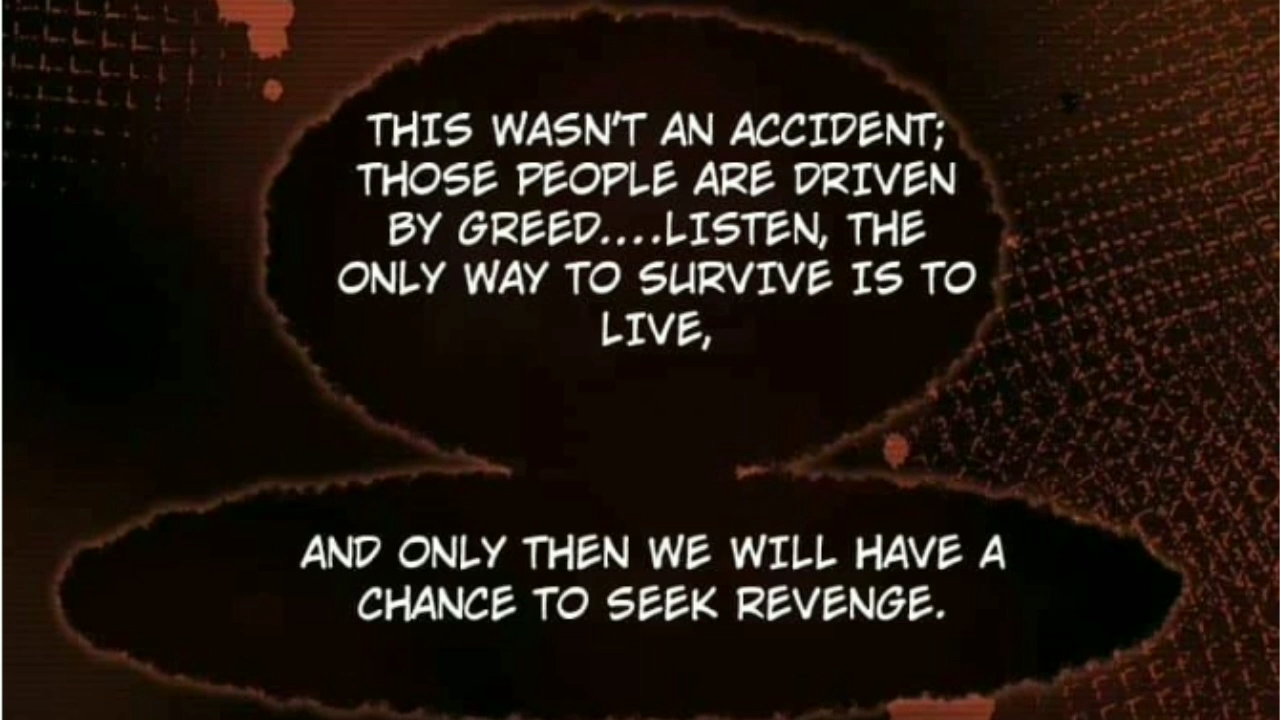 THIS WASN'T AN ACCIDENT;
THOSE PEOPLE ARE DRIVEN
BY GREED....LISTEN, THE
ONLY WAY TO SURVIVE IS TO
LIVE,
AND ONLY THEN WE WILL HAVE A
CHANCE TO SEEK REVENGE.